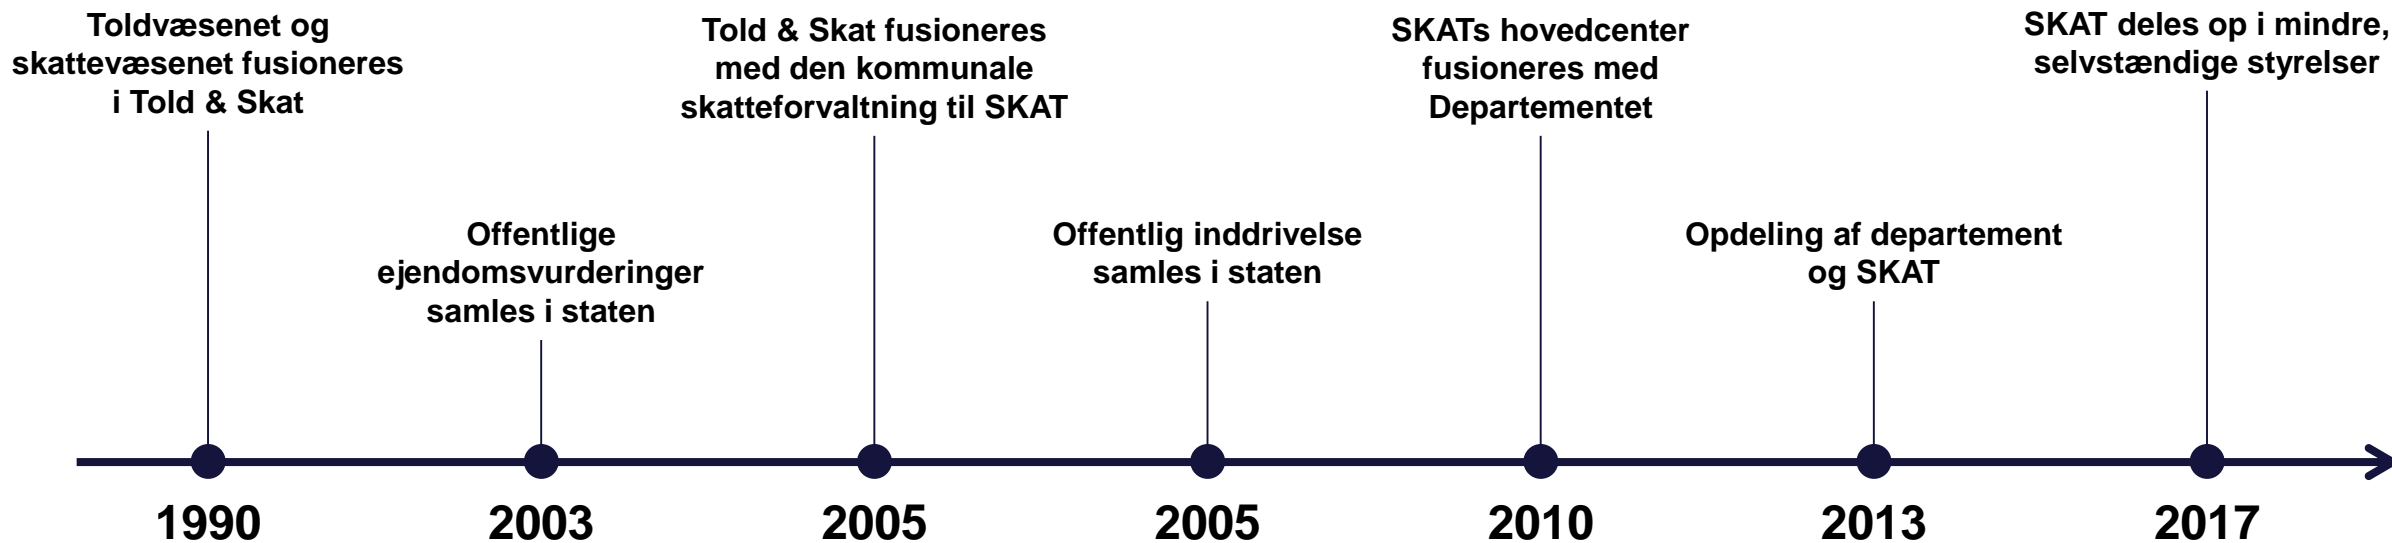 Toldvæsenet og
skattevæsenet fusioneres
i Told & Skat
Offentlige
ejendomsvurderinger
samles i staten
Told & Skat fusioneres
med den kommunale
skatteforvaltning til SKAT
Offentlig inddrivelse
samles i staten
SKATs hovedcenter
fusioneres med
Departementet
Opdeling af departement
og SKAT
SKAT deles op i mindre,
selvstændige styrelser
1990
2003
2005
2005
2010
2013
2017